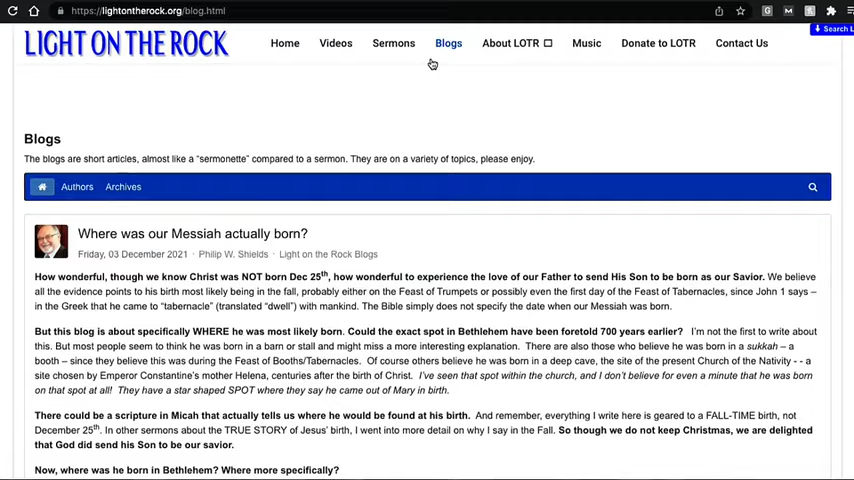 https://lightontherock.org/blog.html
LIGHT ON THE ROCK
Home Videos Sermons Blogs About LOTR Music Donate to LOTR Contact Us
Search L
Blogs
The blogs are short articles, almost like a "sermonette" compared to a sermon. They are on a variety of topics, please enjoy.
Authors Archives
Where was our Messiah actually born?
Friday, 03 December 2021 · Philip W. Shields · Light on the Rock Blogs
How wonderful, though we know Christ was NOT born Dec 25th, how wonderful to experience the love of our Father to send His Son to be born as our Savior. We believe
all the evidence points to his birth most likely being in the fall, probably either on the Feast of Trumpets or possibly even the first day of the Feast of Tabernacles, since John 1 says –
in the Greek that he came to "tabernacle" (translated "dwell") with mankind. The Bible simply does not specify the date when our Messiah was born.
But this blog is about specifically WHERE he was most likely born. Could the exact spot in Bethlehem have been foretold 700 years earlier? I'm not the first to write about
this. But most people seem to think he was born in a barn or stall and might miss a more interesting explanation. There are also those who believe he was born in a sukkah – a
booth – since they believe this was during the Feast of Booths/Tabernacles. Of course others believe he was born in a deep cave, the site of the present Church of the Nativity - - a
site chosen by Emperor Constantine's mother Helena, centuries after the birth of Christ. I've seen that spot within the church, and I don't believe for even a minute that he was born
on that spot at all! They have a star shaped SPOT where they say he came out of Mary in birth.
There could be a scripture in Micah that actually tells us where he would be found at his birth. And remember, everything I write here is geared to a FALL-TIME birth, not
December 25th. In other sermons about the TRUE STORY of Jesus' birth, I went into more detail on why I say in the Fall. So though we do not keep Christmas, we are delighted
that God did send his Son to be our savior.
Now, where was he born in Bethlehem? Where more specifically?